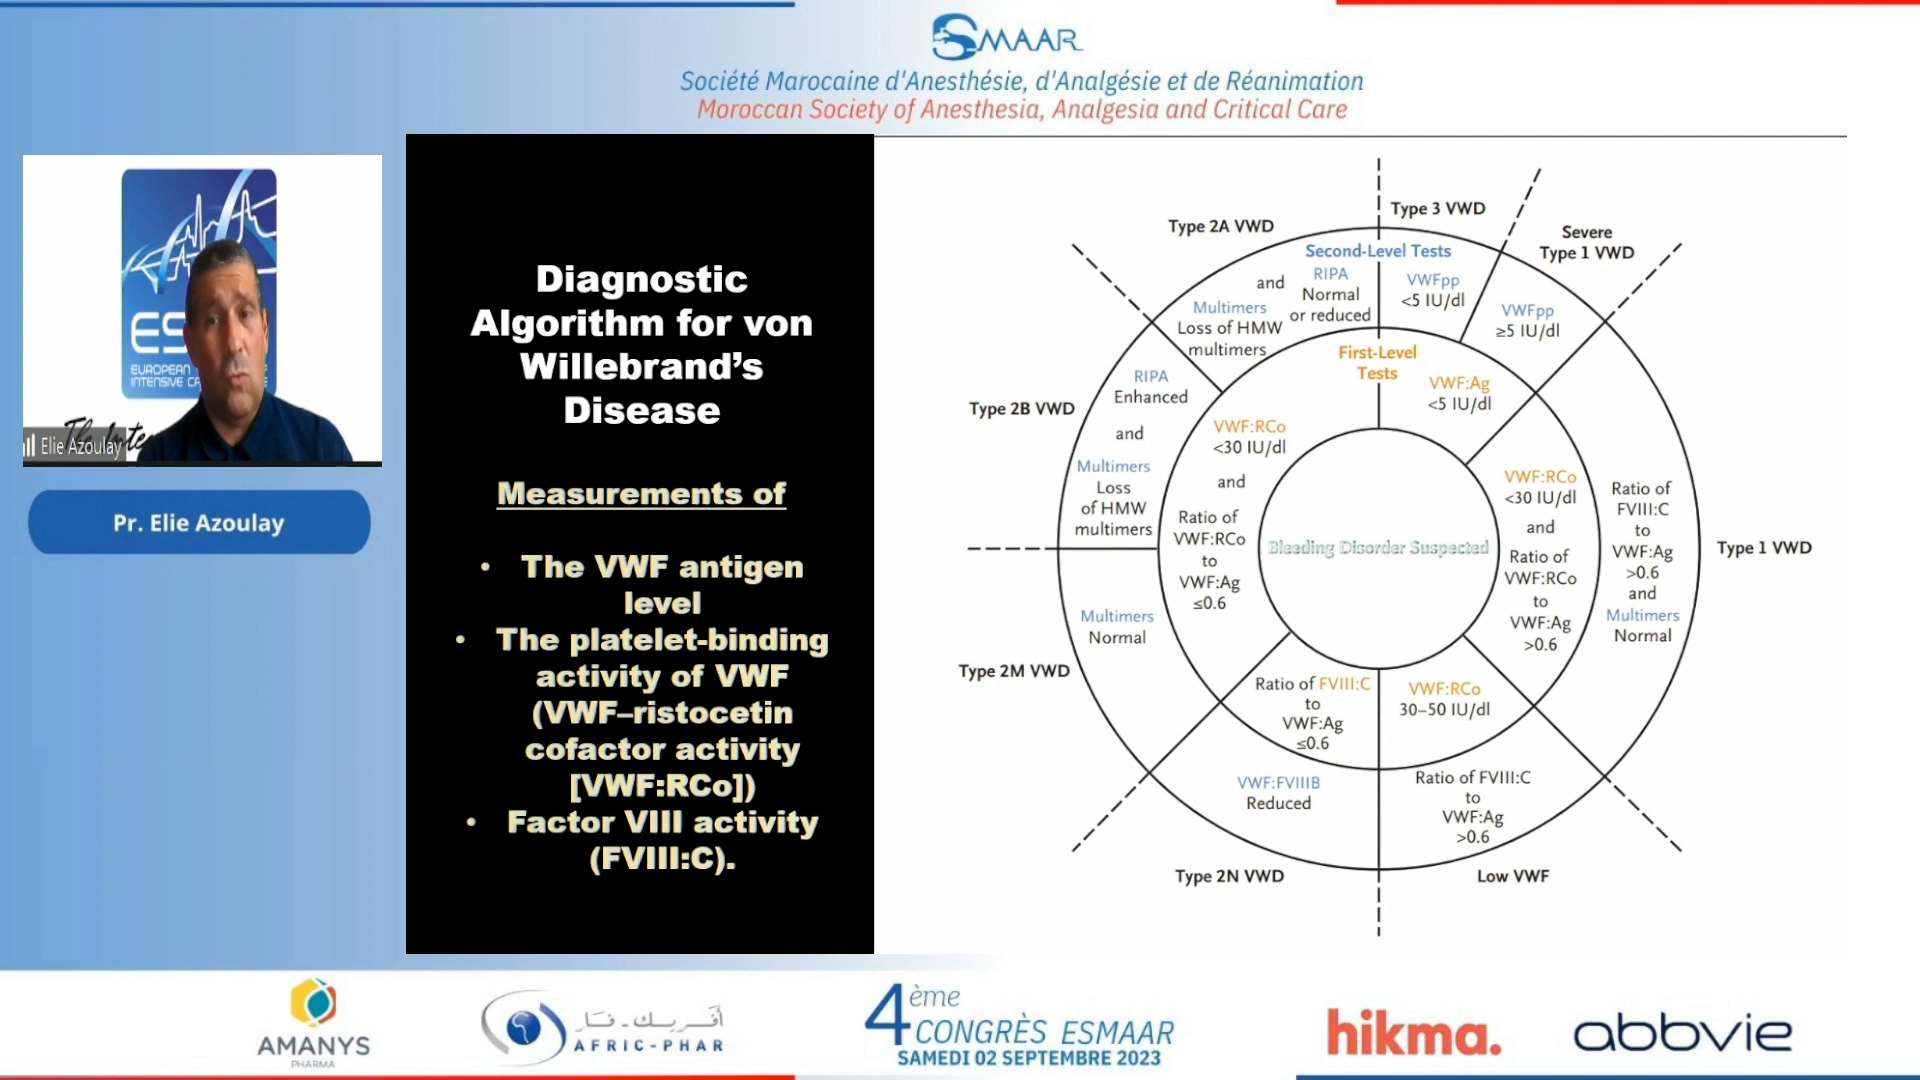 SMAAR
Société Marocaine d'Anesthésie, d'Analgésie et de Réanimation
Moroccan Society of Anesthesia, Analgesia and Critical Care
EUROPEAN
Elie Azoulay
Pr. Elie Azoulay
Diagnostic
Algorithm for von
Willebrand's
Disease
Measurements of
• The VWF antigen
level
• The platelet-binding
activity of VWF
(VWF–ristocetin
cofactor activity
[VWF:RCo])
• Factor VIII activity
(FVIII:C).
Type 2A VWD
Type 3 VWD
Severe
Type 1 VWD
Type 2B VWD
Type 1 VWD
Type 2M VWD
Type 2N VWD
Low VWF
Second-Level Tests
Multimers
Loss of HMW
multimers
and
RIPA
Normal
or reduced
VWFpp
<5 IU/dl
VWFpp
≥5 IU/dl
RIPA
Enhanced
and
Multimers
Loss
of HMW
multimers
Multimers
Normal
VWF:FVIIIB
Reduced
Ratio of FVIII:C
to
VWF:Ag
>0.6
Ratio of
FVIII:C
to
VWF:Ag
>0.6
and
Multimers
Normal
First-Level
Tests
VWF:Ag
<5 IU/dl
VWF:RCo
<30 IU/dl
and
Ratio of
VWF:RCo
to
VWF:Ag
≤0.6
VWF:RCo
<30 IU/dl
and
Ratio of
VWF:RCo
to
VWF:Ag
>0.6
Ratio of FVIII:C
to
VWF:Ag
≤0.6
VWF:RCo
30–50 IU/dl
Bleeding Disorder Suspected
AMANYS
PHARMA
أفريك-فار
AFRIC-PHAR
4ème
CONGRÈS ESMAAR
SAMEDI 02 SEPTEMBRE 2023
hikma.
abbvie